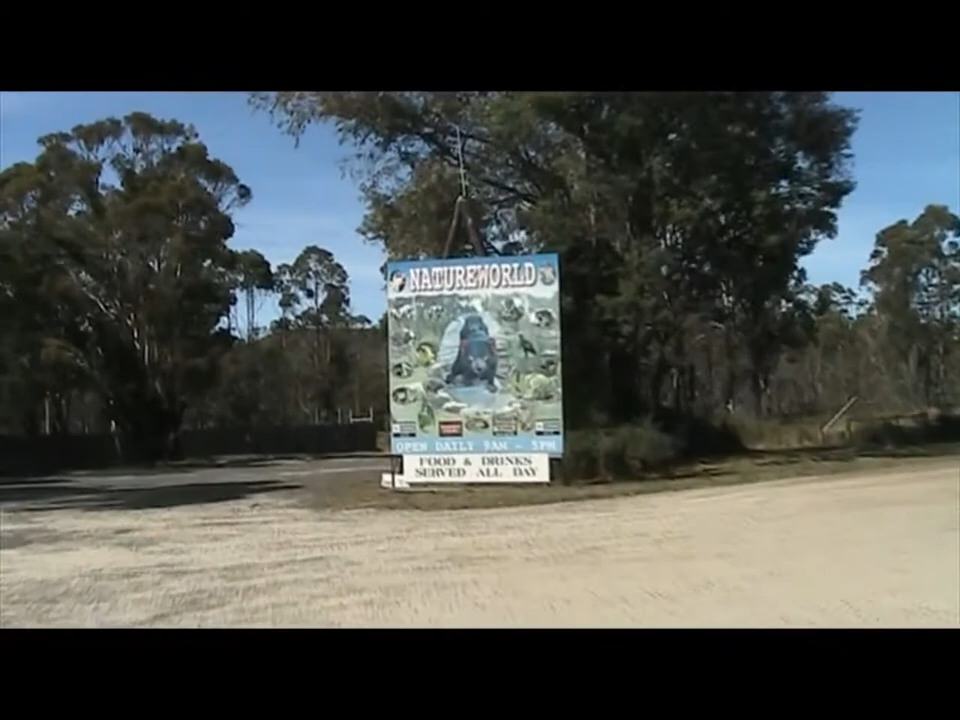 NATUREWORLD
OPEN DAILY 9AM - 5PM
FOOD & DRINKS
SERVED ALL DAY